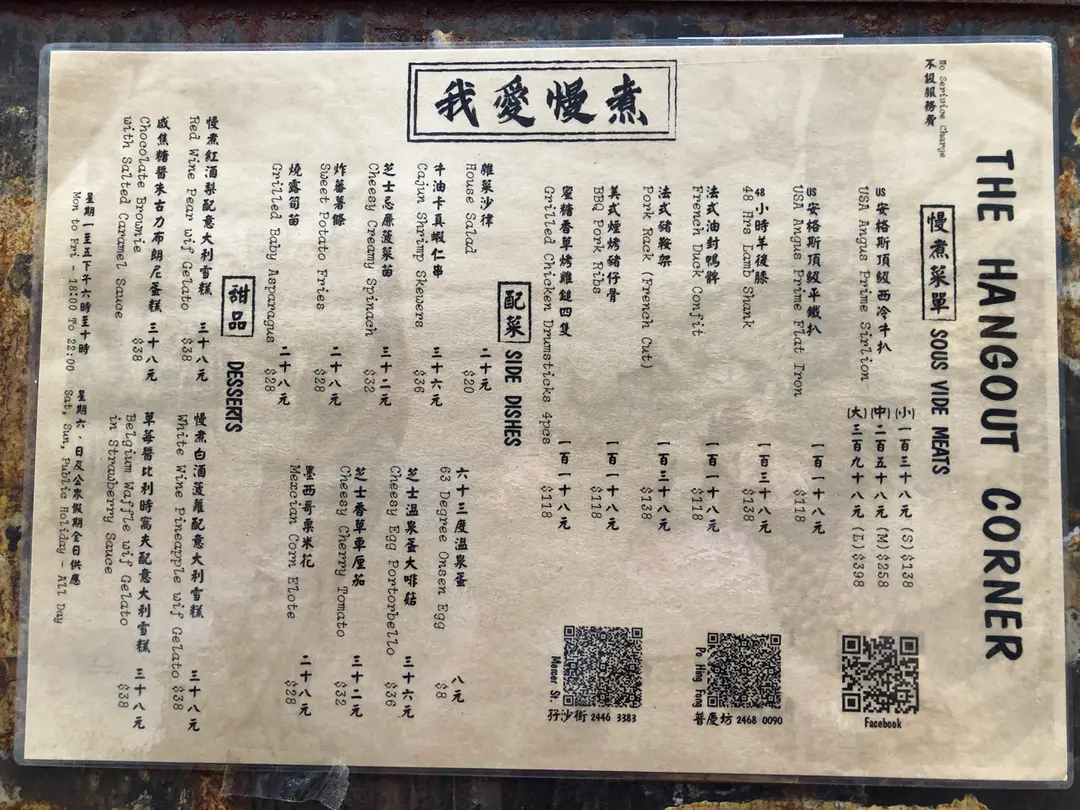 THE HANGOUT CORNER
No Serivice Charge
不設服務費
我愛慢煮
慢煮菜單 SOUS VIDE MEATS
US安格斯頂級西冷牛扒
USA Angus Prime Sirlion
(小)一百三十八元 (S)$138
(中)二百五十八元 (M)$258
(大)三百九十八元 (L)$398
US安格斯頂級平鐵扒 一百一十八元
USA Angus Prime Flat Iron $118
48小時羊後膝 一百三十八元
48 Hrs Lamb Shank $138
法式油封鴨髀 一百一十八元
French Duck Confit $118
法式豬鞍架 一百三十八元
Pork Rack (French Cut) $138
美式煙烤豬仔骨 一百一十八元
BBQ Pork Ribs $118
蜜糖香草烤雞鎚四隻 一百一十八元
Grilled Chicken Drumsticks 4pcs $118
Facebook
Po Hing Fong
普慶坊 2468 0090
Mamer St.
孖沙街 2446 3383
配菜 SIDE DISHES
雜菜沙律 二十元
House Salad $20
牛油卡真蝦仁串 三十六元
Cajun Shrimp Skewers $36
芝士忌廉菠菜苗 三十二元
Cheesy Creamy Spinach $32
炸蕃薯條 二十八元
Sweet Potato Fries $28
燒露筍苗 二十八元
Grilled Baby Asparagus $28
六十三度溫泉蛋 八元
63 Degree Onsen Egg $8
芝士溫泉蛋大啡菇 三十六元
Cheesy Egg Portorbello $36
芝士香草車厘茄 三十二元
Cheesy Cherry Tomato $32
墨西哥粟米花 二十八元
Mexcian Corn Elote $28
甜品 DESSERTS
慢煮紅酒梨配意大利雪糕 三十八元
Red Wine Pear wif Gelato $38
咸焦糖醬朱古力布朗尼蛋糕 三十八元
Chocolate Brownie $38
with Salted Caramel Sauce
慢煮白酒菠蘿配意大利雪糕 三十八元
White Wine Pineapple wif Gelato $38
草莓醬比利時窩夫配意大利雪糕 三十八元
Belgium Waffle wif Gelato $38
in Strawberry Sauce
星期一至五下午六時至十時
Mon to Fri - 18:00 To 22:00
星期六，日及公眾假期全日供應
Sat, Sun, Public Holiday - All Day